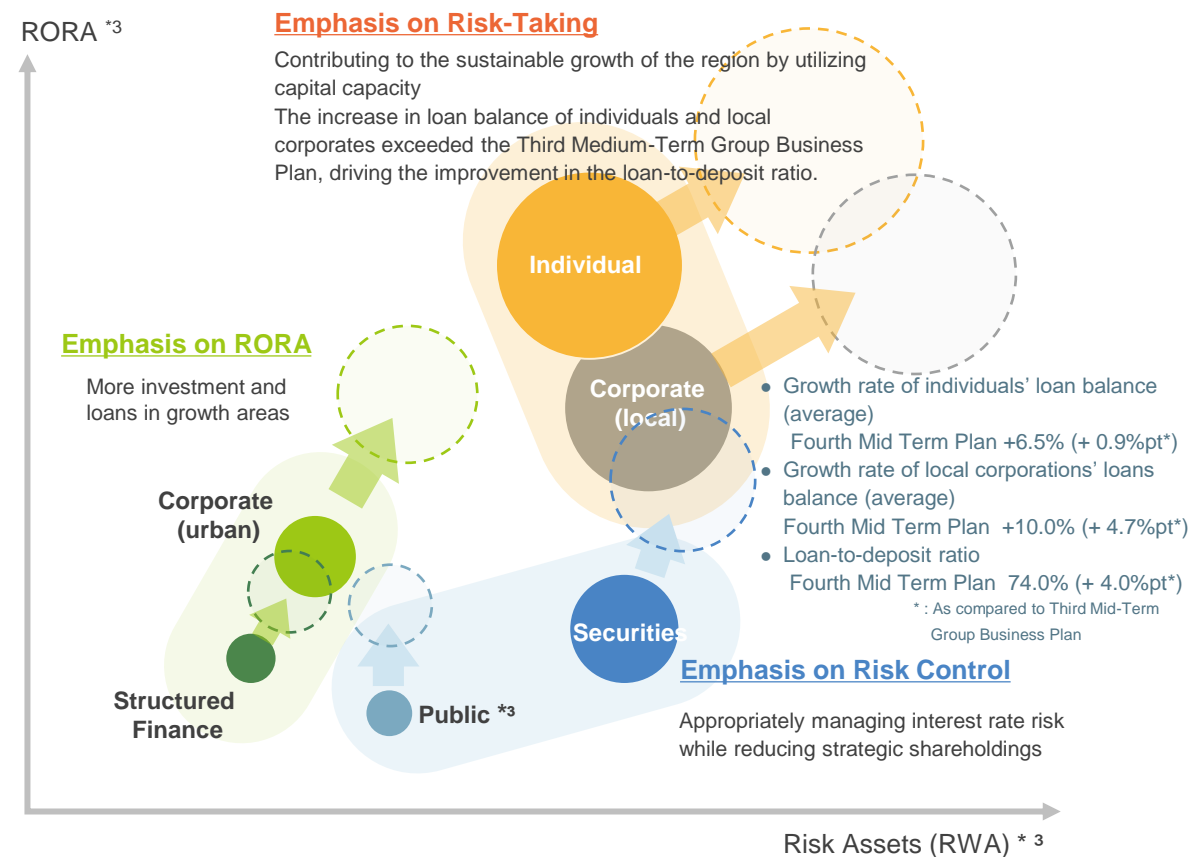 RORA *3
Emphasis on Risk-Taking
Contributing to the sustainable growth of the region by utilizing
capital capacity
The increase in loan balance of individuals and local
corporates exceeded the Third Medium-Term Group Business
Plan, driving the improvement in the loan-to-deposit ratio.
Individual
Emphasis on RORA
More investment and
loans in growth areas
Corporate
(local)
● Growth rate of individuals’ loan balance
(average)
Fourth Mid Term Plan +6.5% (+ 0.9%pt*)
● Growth rate of local corporations’ loans
balance (average)
Fourth Mid Term Plan +10.0% (+ 4.7%pt*)
● Loan-to-deposit ratio
Fourth Mid Term Plan 74.0% (+ 4.0%pt*)
* : As compared to Third Mid-Term
Group Business Plan
Corporate
(urban)
Securities
Structured
Finance
Public *3
Emphasis on Risk Control
Appropriately managing interest rate risk
while reducing strategic shareholdings
Risk Assets (RWA) * 3